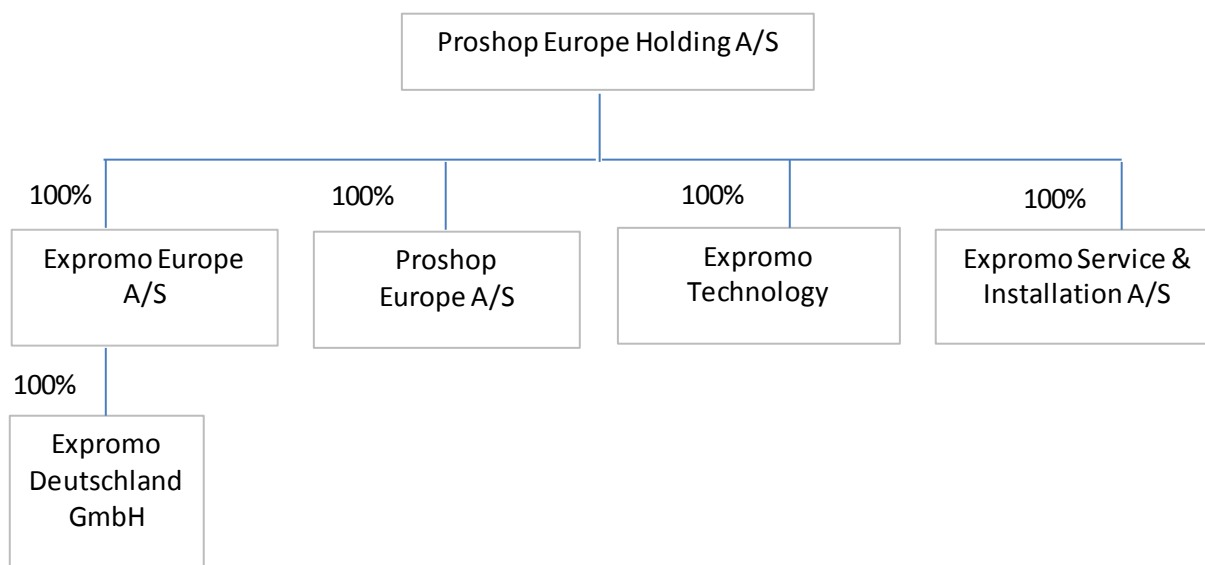 Proshop Europe Holding A/S
100%
100%
100%
100%
Expromo Europe
A/S
Proshop
Europe A/S
Expromo
Technology
Expromo Service &
Installation A/S
100%
Expromo
Deutschland
GmbH